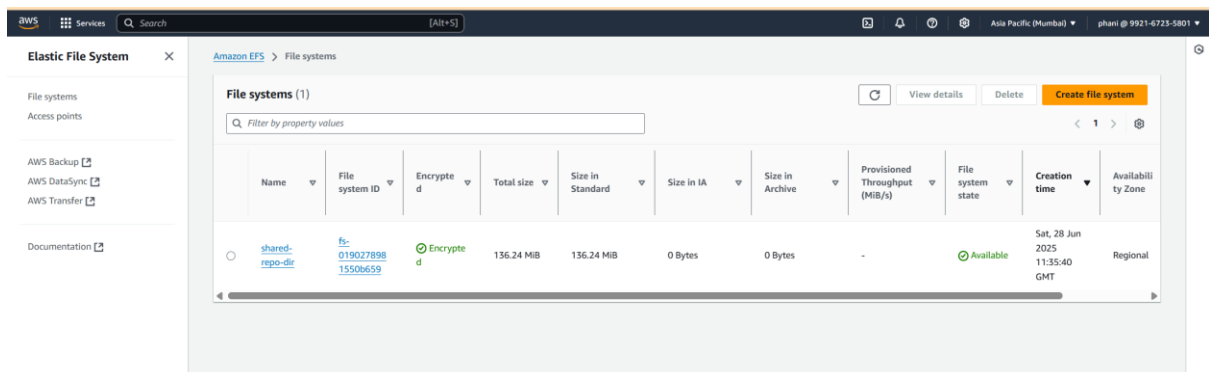 aws Services Search [Alt+S] Asia Pacific (Mumbai) phani @ 9921-6723-5801
Elastic File System
File systems
Access points
AWS Backup
AWS DataSync
AWS Transfer
Documentation
Amazon EFS > File systems
File systems (1)
View details Delete Create file system
Filter by property values
1
Name
File
system ID
Encrypte
d
Total size
Size in
Standard
Size in IA
Size in
Archive
Provisioned
Throughput
(MiB/s)
File
system
state
Creation
time
Availabili
ty Zone
shared-
repo-dir
fs-
019027898
1550b659
Encrypte
d
136.24 MiB
136.24 MiB
0 Bytes
0 Bytes
-
Available
Sat, 28 Jun
2025
11:35:40
GMT
Regional